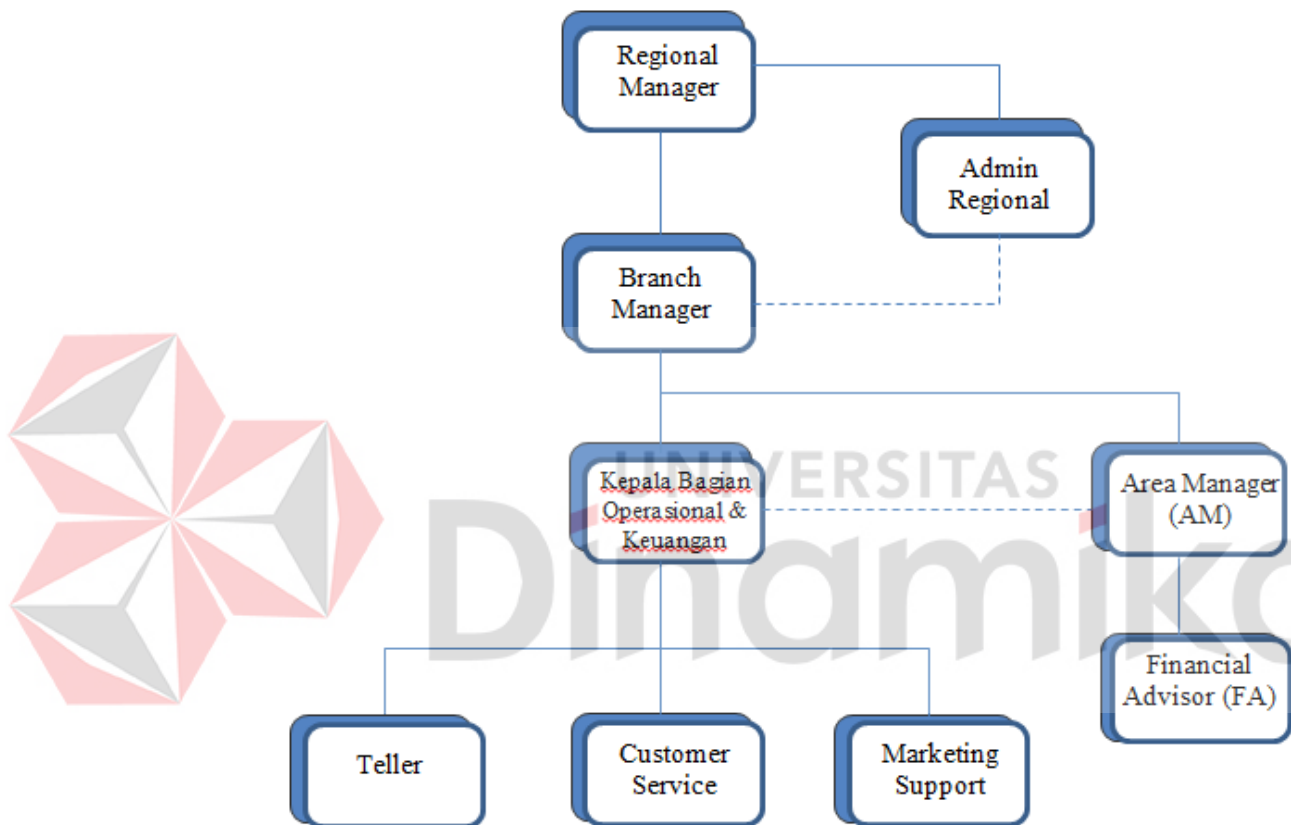 Regional
Manager
Admin
Regional
Branch
Manager
Kepala Bagian
Operasional &
Keuangan
UNIVERSITAS
Dinamika
Area Manager
(AM)
Financial
Advisor (FA)
Teller
Customer
Service
Marketing
Support